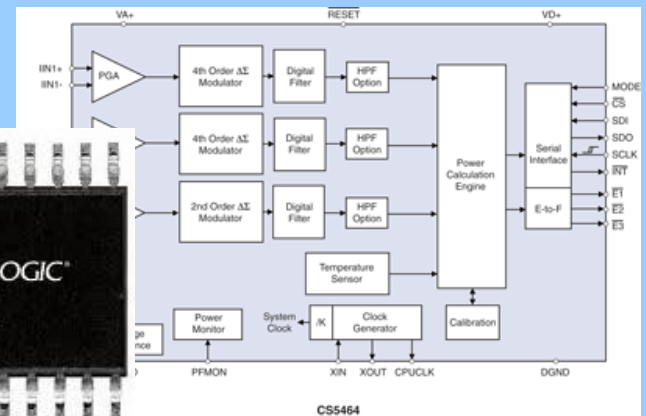 VA+ RESET VD+
IIN1+
IIN1-
PGA
4th Order ΔΣ
Modulator
Digital
Filter
HPF
Option
4th Order ΔΣ
Modulator
Digital
Filter
HPF
Option
2nd Order ΔΣ
Modulator
Digital
Filter
HPF
Option
Temperature
Sensor
Power
Calculation
Engine
Serial
Interface
E-to-F
MODE
CS
SDI
SDO
SCLK
INT
E1
E2
E3
OGIC
Power
Monitor
System
Clock
/K
Clock
Generator
Calibration
PFMON XIN XOUT CPUCLK DGND
CS5464